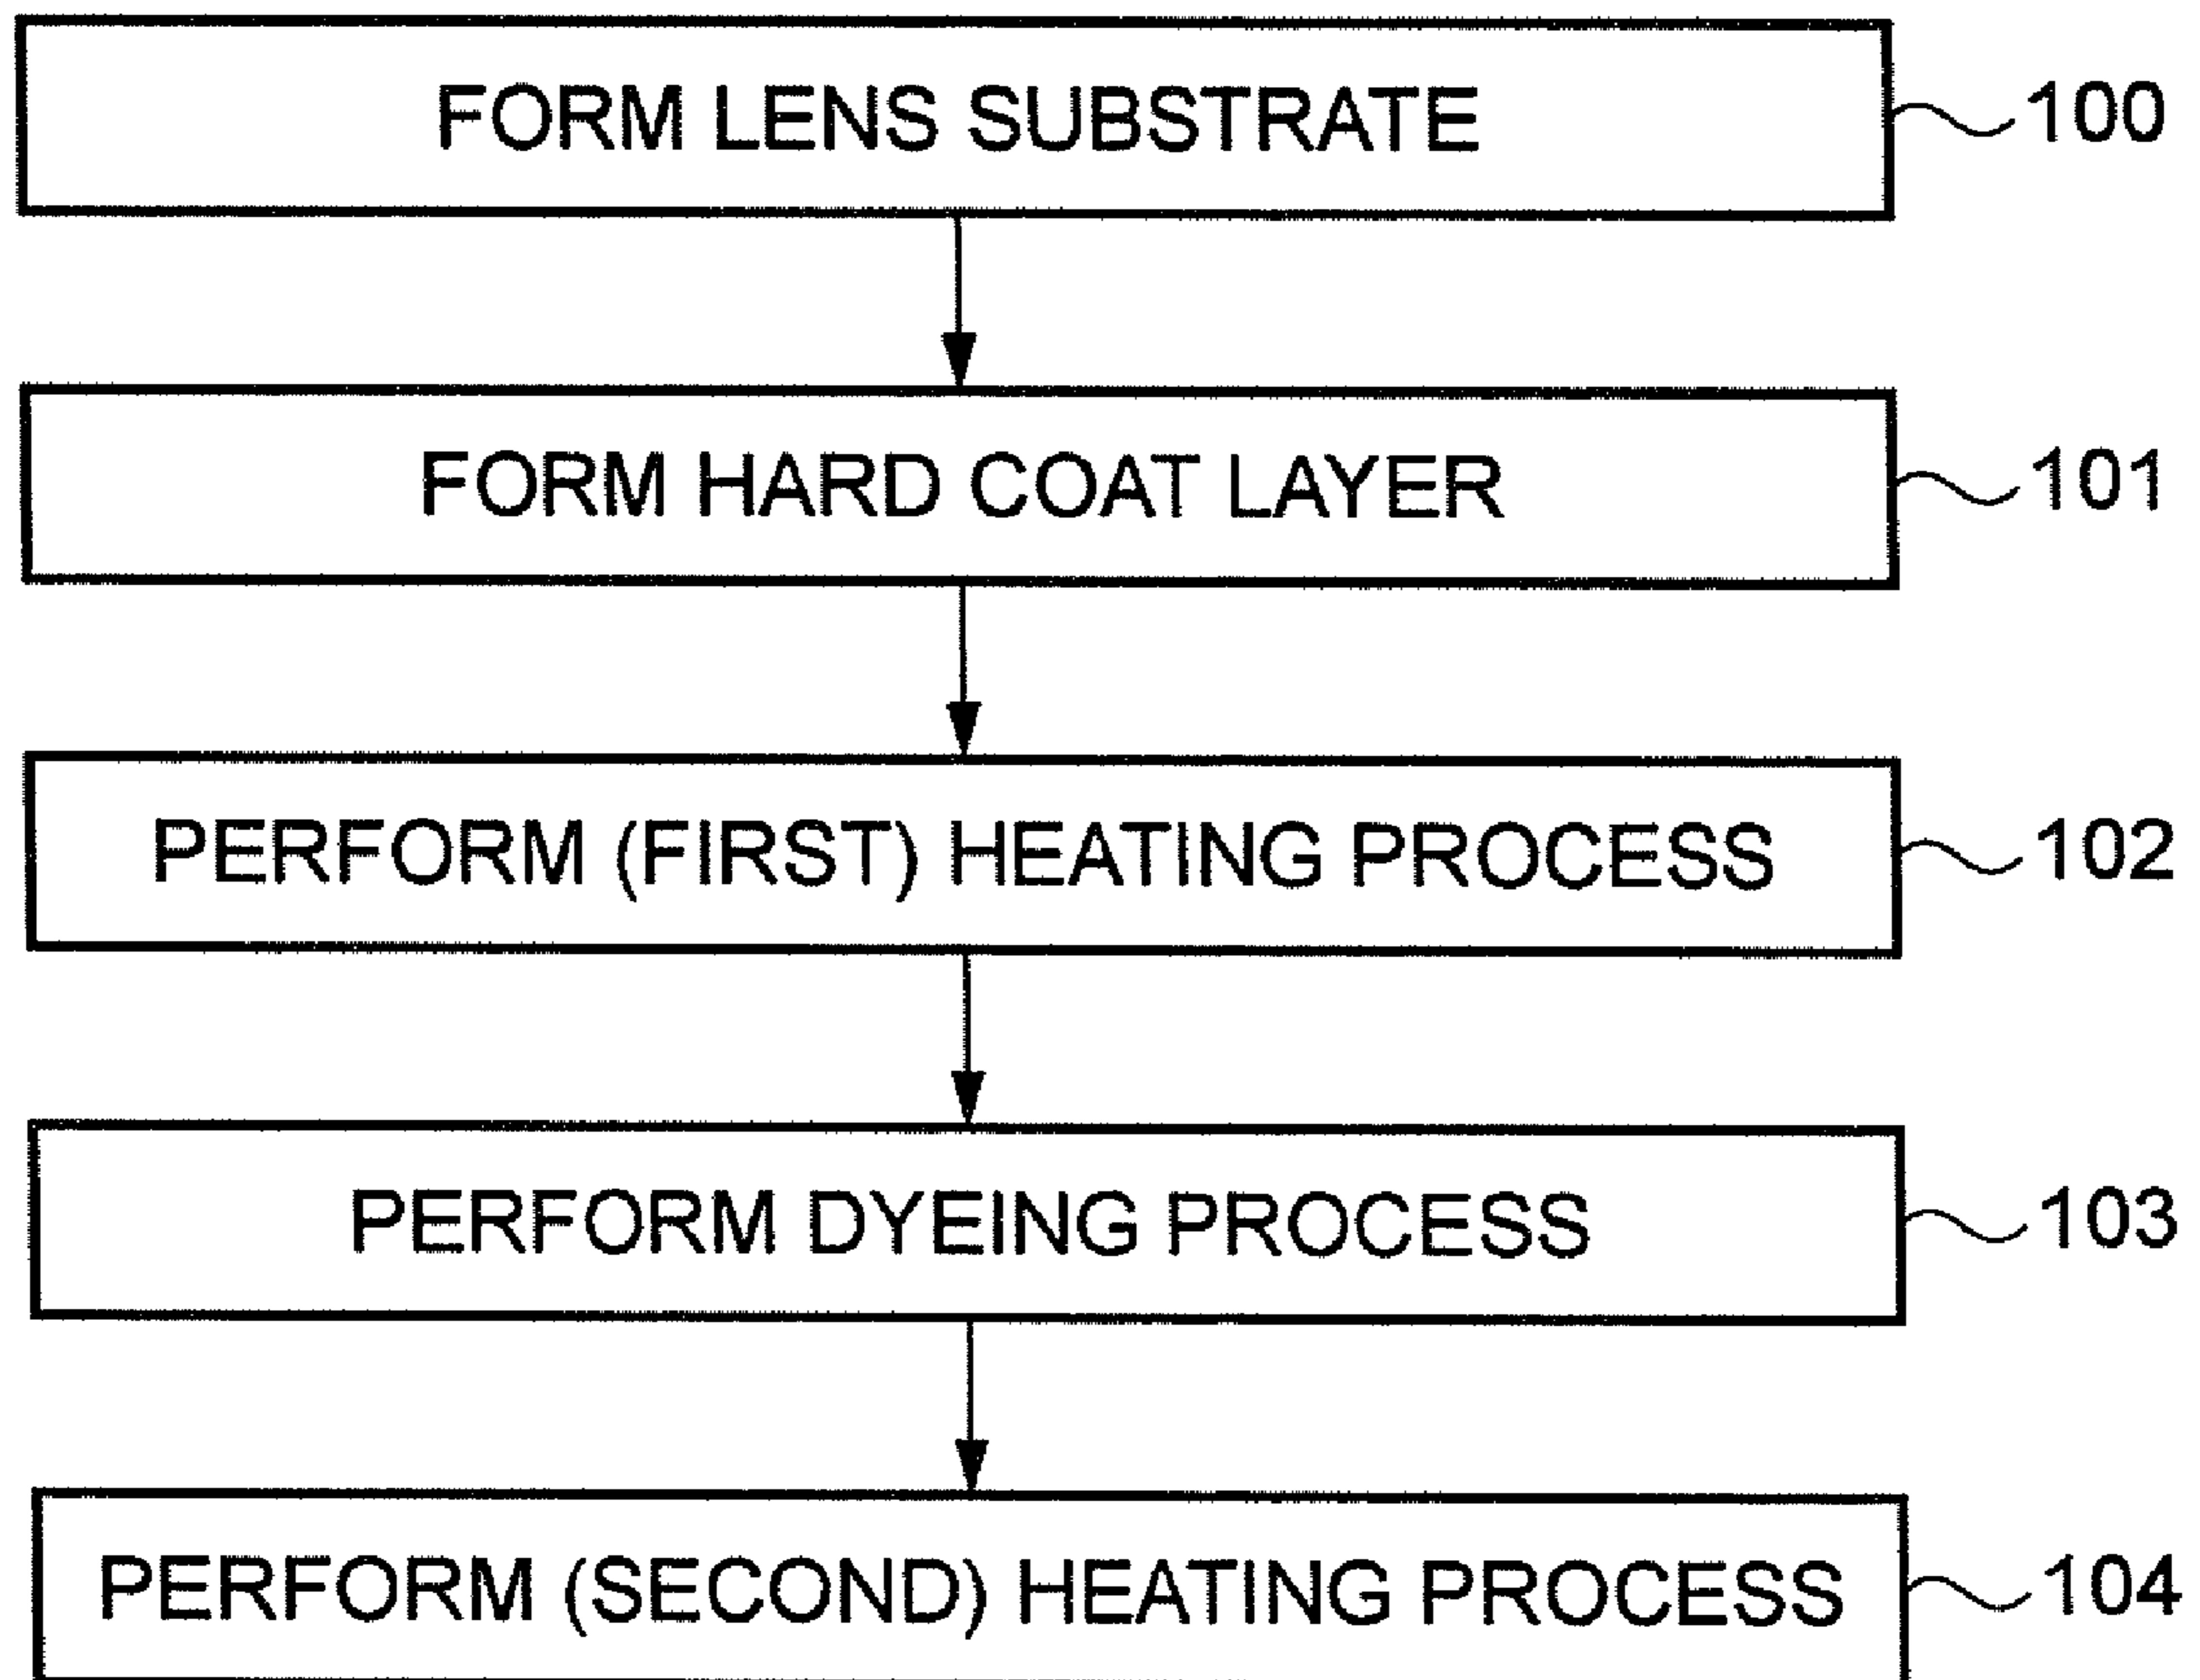 FORM LENS SUBSTRATE 100
FORM HARD COAT LAYER 101
PERFORM (FIRST) HEATING PROCESS 102
PERFORM DYEING PROCESS 103
PERFORM (SECOND) HEATING PROCESS 104